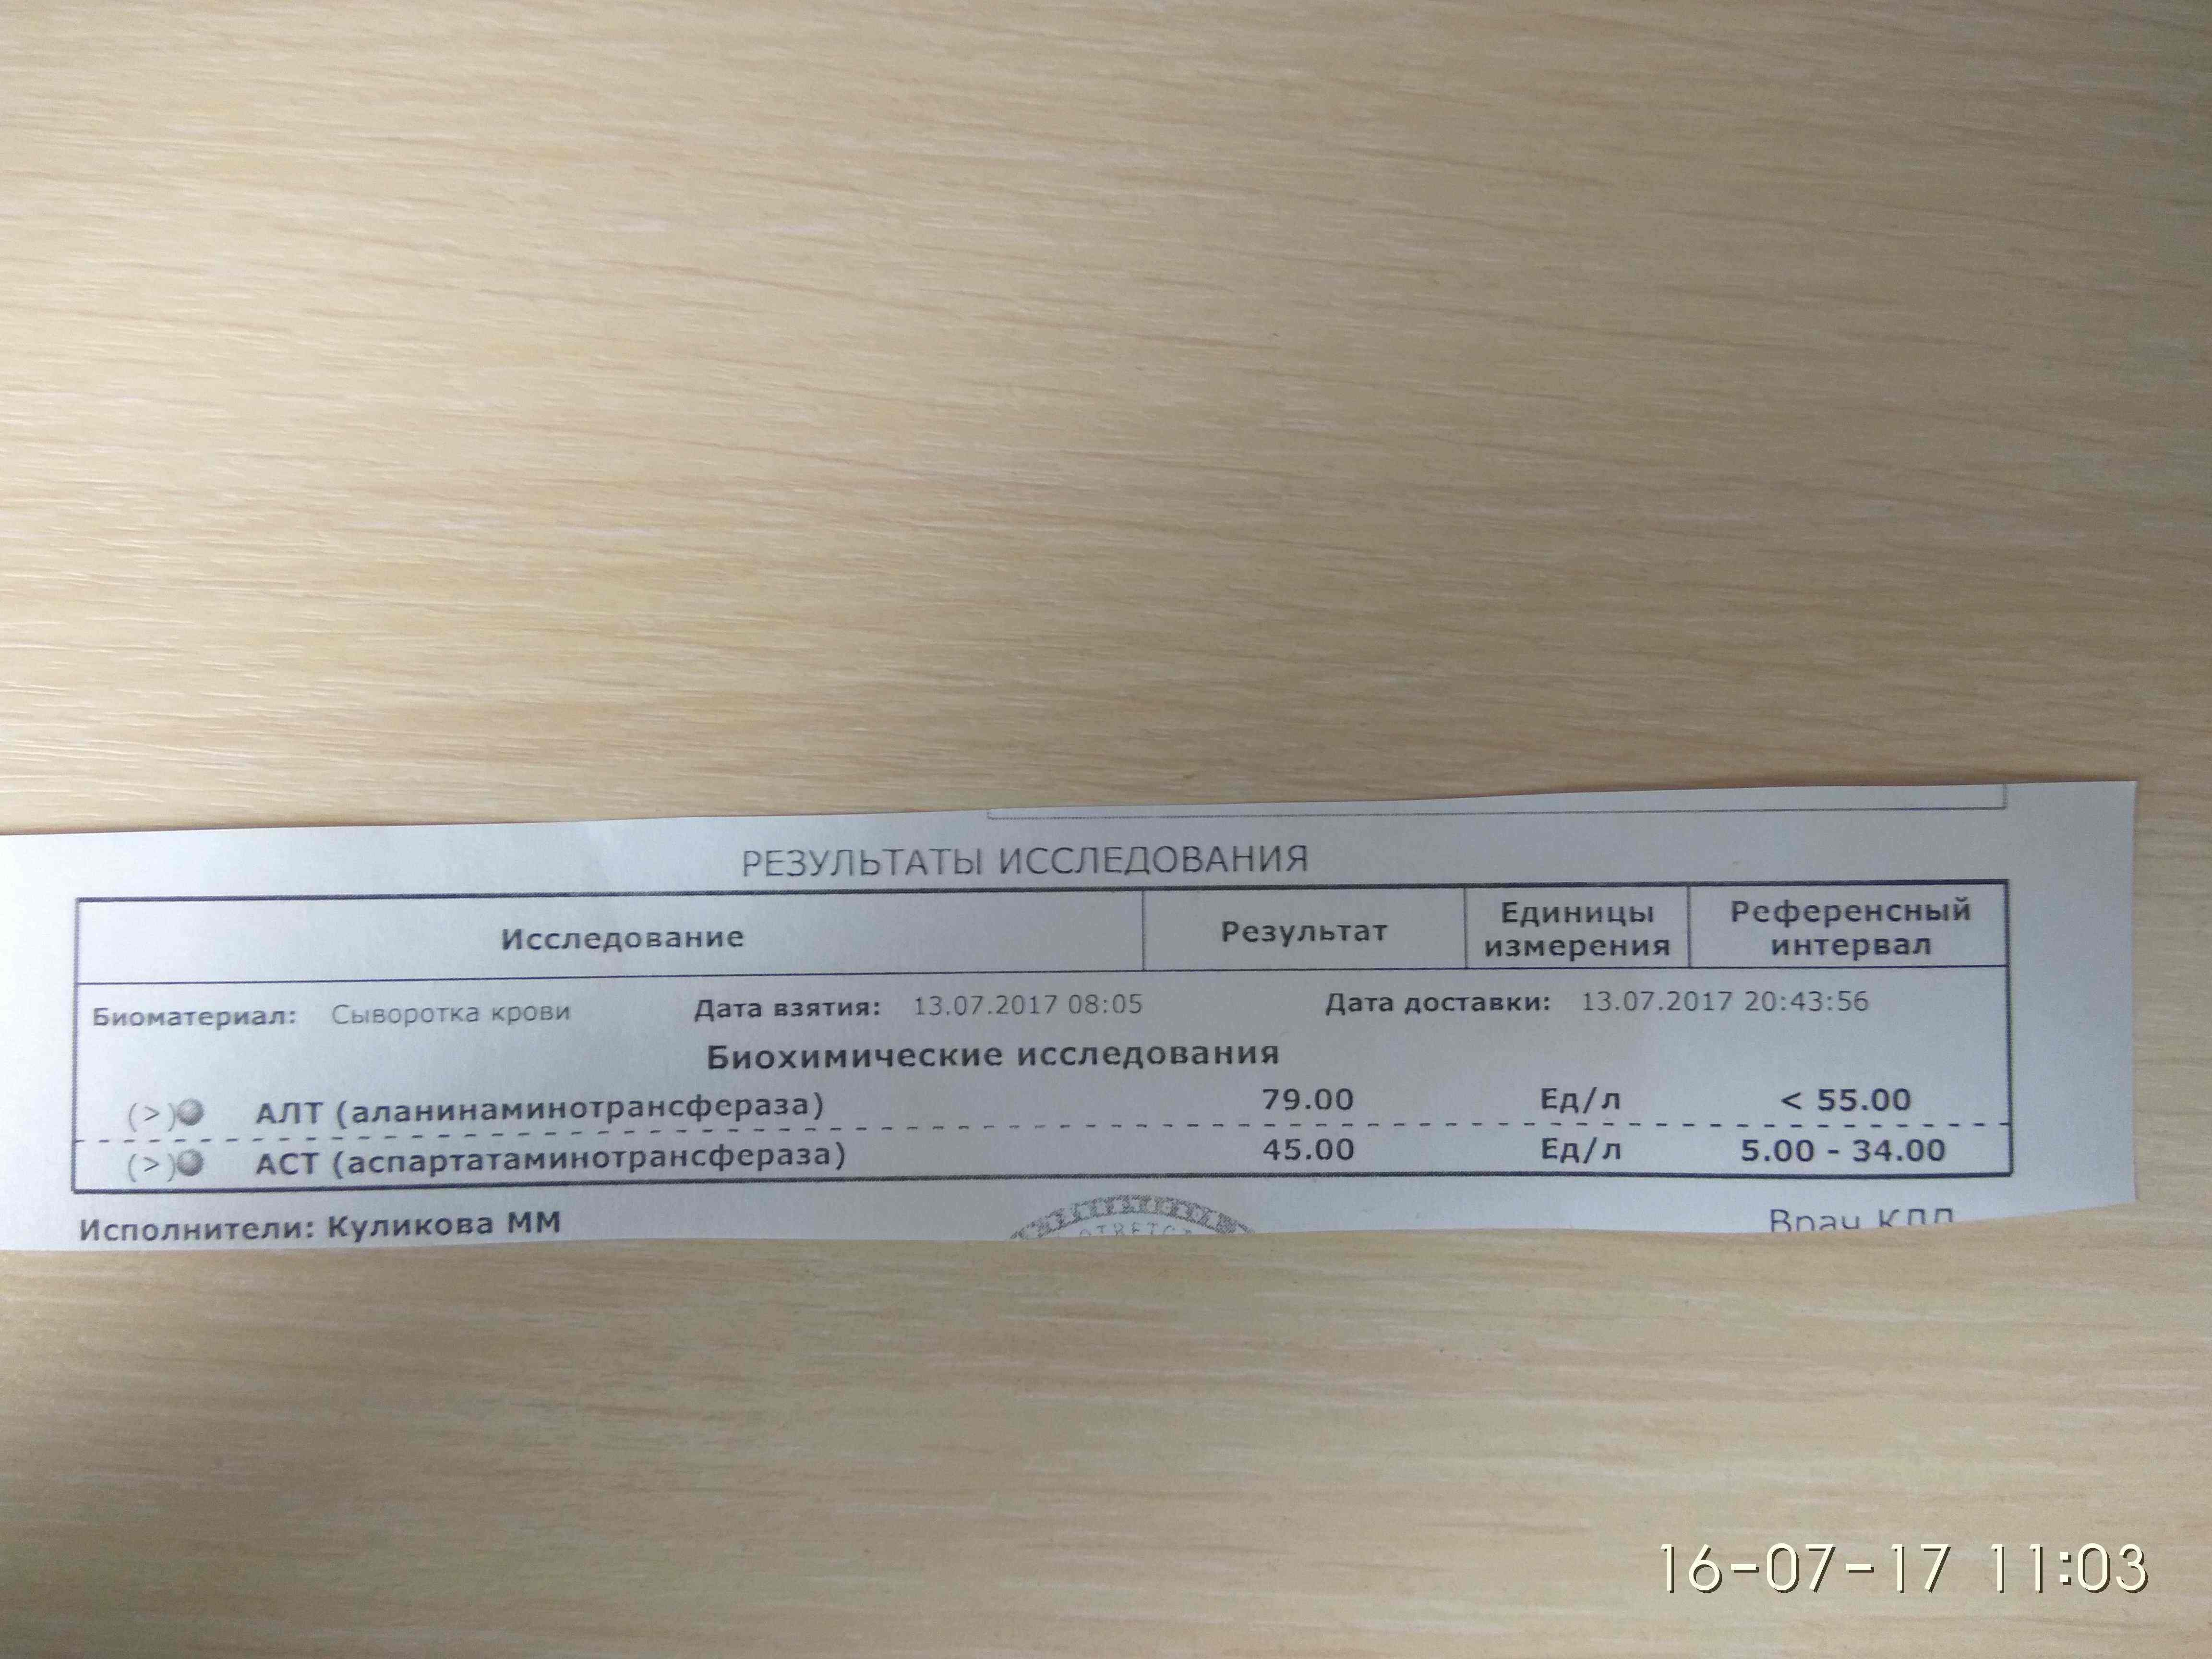 РЕЗУЛЬТАТЫ ИССЛЕДОВАНИЯ
Исследование Результат Единицы измерения Референсный интервал
Биоматериал: Сыворотка крови Дата взятия: 13.07.2017 08:05 Дата доставки: 13.07.2017 20:43:56
Биохимические исследования
(>) АЛТ (аланинаминотрансфераза) 79.00 Ед/л < 55.00
(>) АСТ (аспартатаминотрансфераза) 45.00 Ед/л 5.00 - 34.00
Исполнители: Куликова ММ
Врач КДЛ
16-07-17 11:03